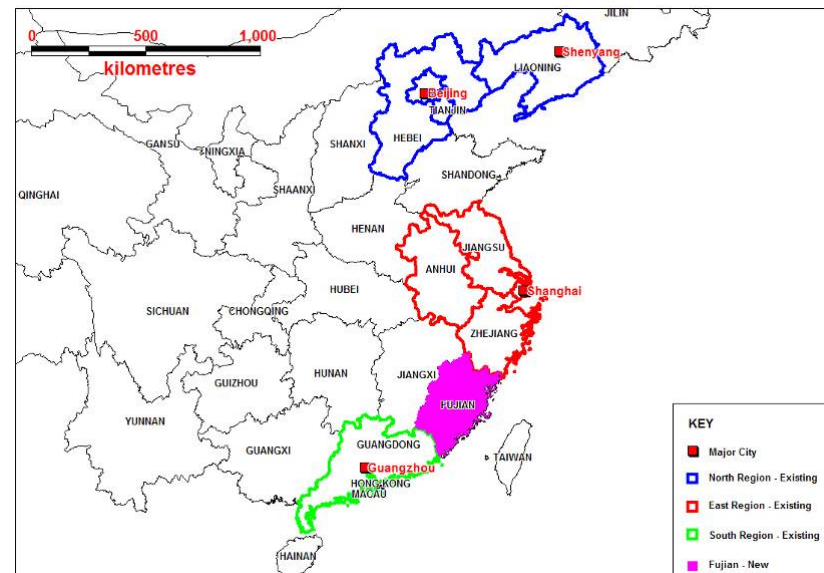 JILIN
0 500 1,000
kilometres
Shenyang
LIAONING
Beijing
TIANJIN
HEBEI
GANSU
NINGXIA
SHANXI
SHAANXI
SHANDONG
QINGHAI
HENAN
JIANGSU
ANHUI
HUBEI
Shanghai
SICHUAN
CHONGQING
ZHEJIANG
JIANGXI
HUNAN
GUIZHOU
FUJIAN
YUNNAN
GUANGXI
GUANGDONG
Guangzhou
HONG KONG
MACAU
TAIWAN
HAINAN
KEY
Major City
North Region - Existing
East Region - Existing
South Region - Existing
Fujian - New